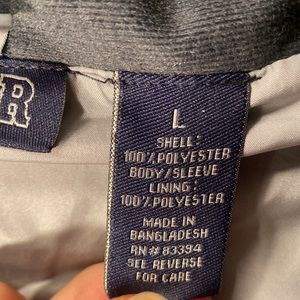 R
L
SHELL:
100%POLYESTER
BODY/SLEEVE
LINING:
100%POLYESTER
MADE IN
BANGLADESH
RN# 83394
SEE REVERSE
FOR CARE